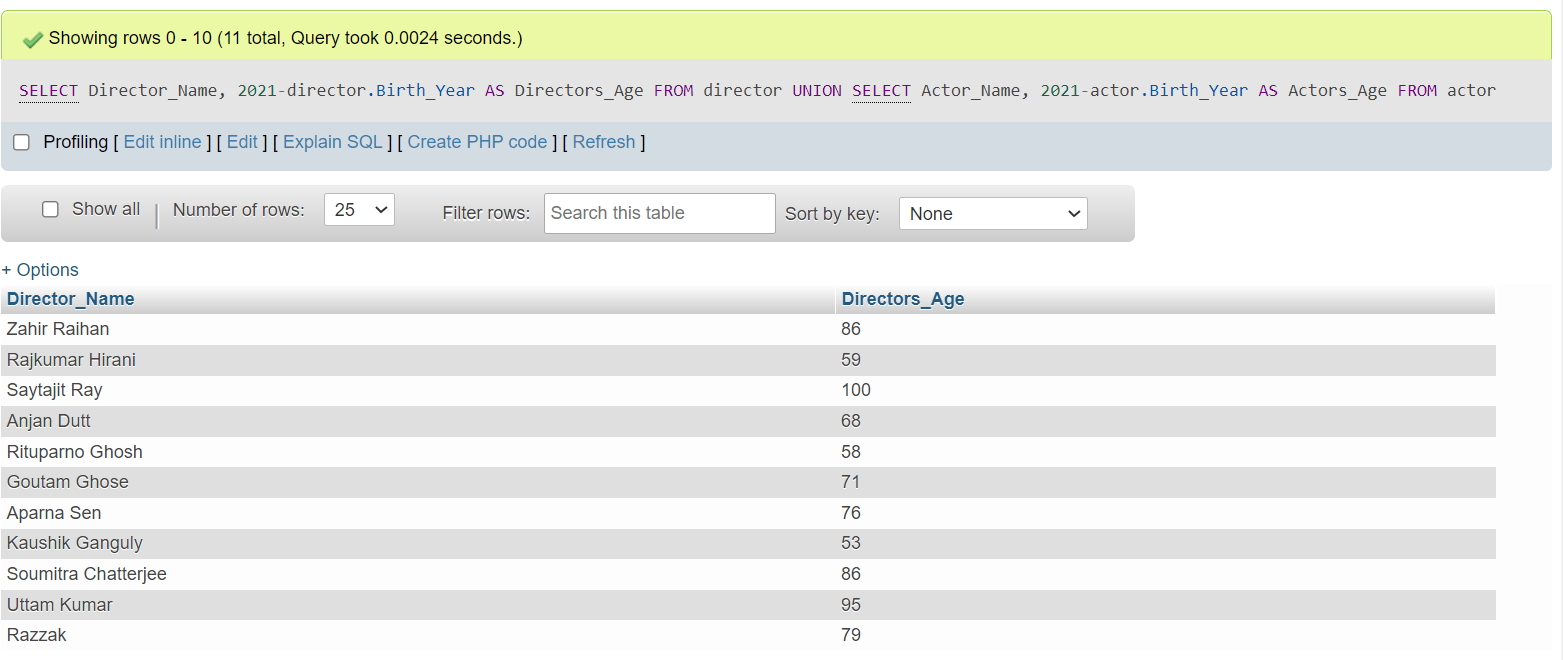 Showing rows 0 - 10 (11 total, Query took 0.0024 seconds.)
SELECT Director_Name, 2021-director.Birth_Year AS Directors_Age FROM director UNION SELECT Actor_Name, 2021-actor.Birth_Year AS Actors_Age FROM actor
Profiling [ Edit inline ] [ Edit ] [ Explain SQL ] [ Create PHP code ] [ Refresh ]
Show all | Number of rows: 25 Filter rows: Search this table Sort by key: None
+ Options
Director_Name Directors_Age
Zahir Raihan 86
Rajkumar Hirani 59
Saytajit Ray 100
Anjan Dutt 68
Rituparno Ghosh 58
Goutam Ghose 71
Aparna Sen 76
Kaushik Ganguly 53
Soumitra Chatterjee 86
Uttam Kumar 95
Razzak 79